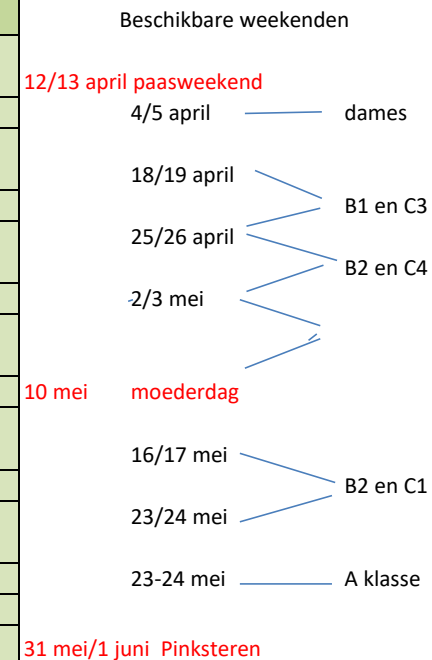 Beschikbare weekenden
12/13 april paasweekend
4/5 april dames
18/19 april
B1 en C3
25/26 april
B2 en C4
2/3 mei
10 mei moederdag
16/17 mei
B2 en C1
23/24 mei
23-24 mei A klasse
31 mei/1 juni Pinksteren